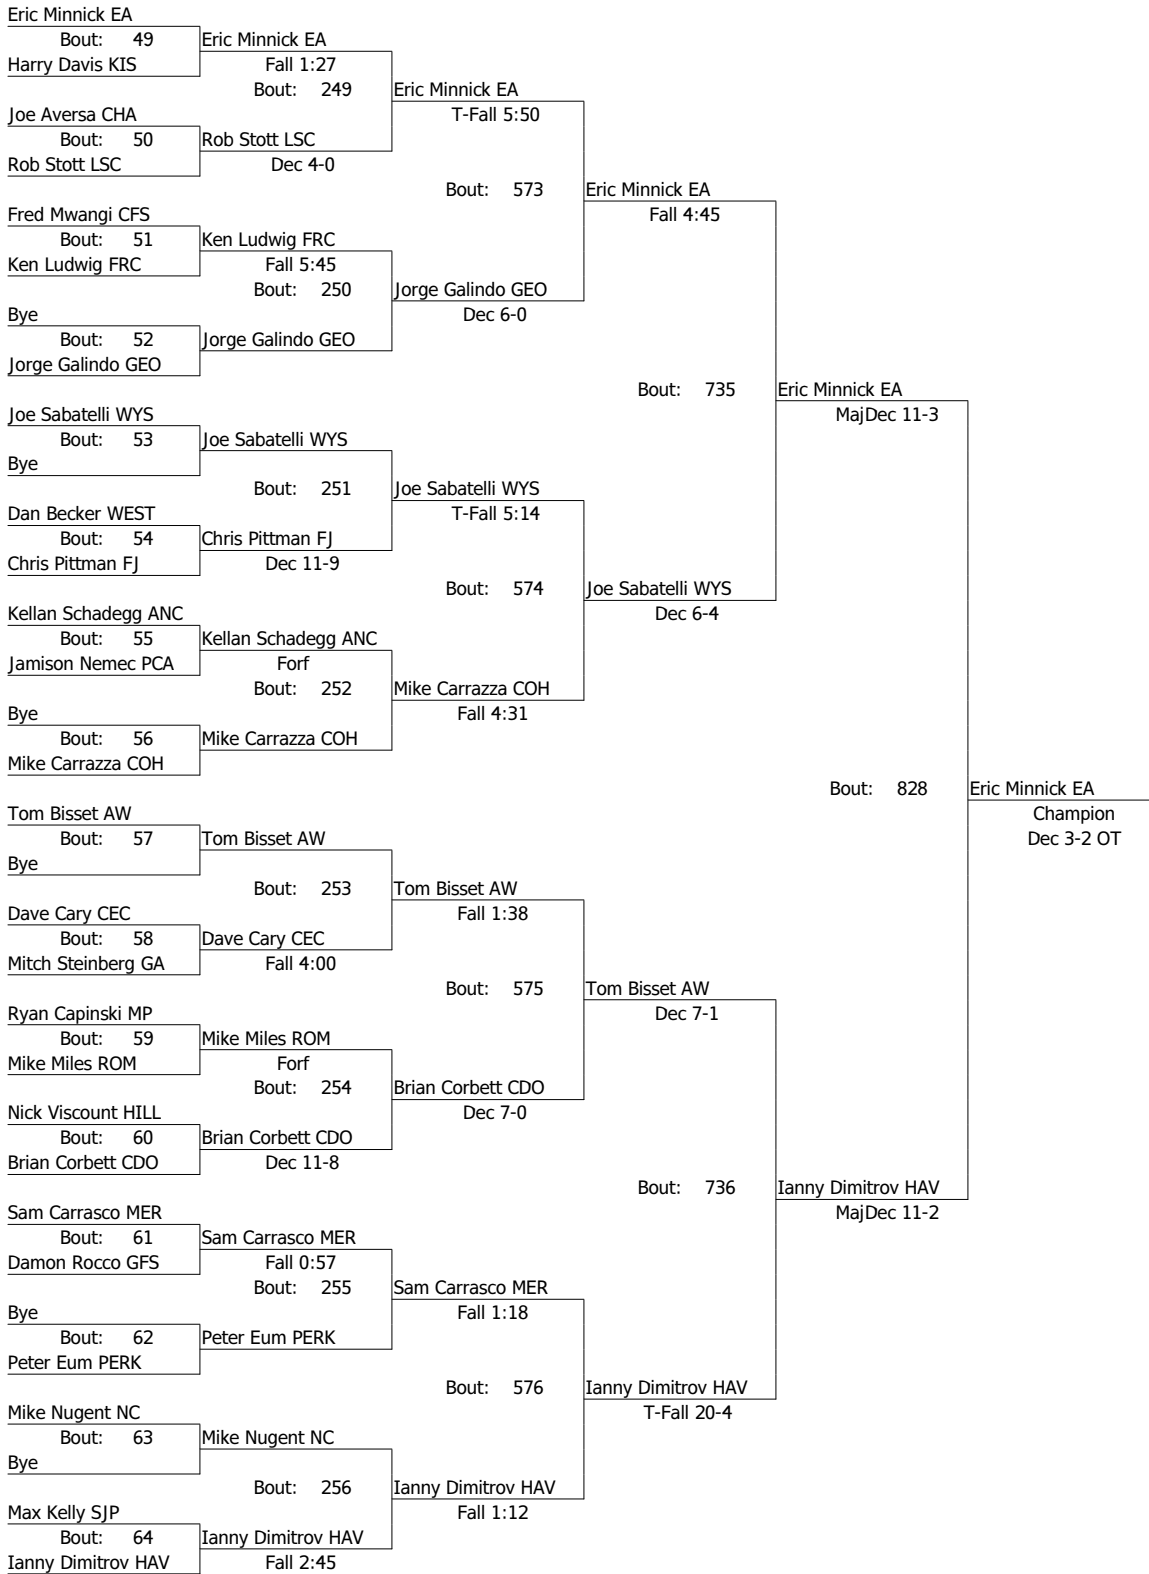 Eric Minnick EA
Bout: 49
Harry Davis KIS
Eric Minnick EA
Fall 1:27
Bout: 249
Joe Aversa CHA
Bout: 50
Rob Stott LSC
Rob Stott LSC
Dec 4-0
Eric Minnick EA
T-Fall 5:50
Bout: 573
Fred Mwangi CFS
Bout: 51
Ken Ludwig FRC
Ken Ludwig FRC
Fall 5:45
Bout: 250
Bye
Bout: 52
Jorge Galindo GEO
Jorge Galindo GEO
Jorge Galindo GEO
Dec 6-0
Eric Minnick EA
Fall 4:45
Bout: 735
Joe Sabatelli WYS
Bout: 53
Bye
Joe Sabatelli WYS
Bout: 251
Dan Becker WEST
Bout: 54
Chris Pittman FJ
Chris Pittman FJ
Dec 11-9
Joe Sabatelli WYS
T-Fall 5:14
Bout: 574
Kellan Schadegg ANC
Bout: 55
Jamison Nemec PCA
Kellan Schadegg ANC
Forf
Bout: 252
Bye
Bout: 56
Mike Carrazza COH
Mike Carrazza COH
Mike Carrazza COH
Fall 4:31
Joe Sabatelli WYS
Dec 6-4
Eric Minnick EA
MajDec 11-3
Bout: 828
Eric Minnick EA
Champion
Dec 3-2 OT
Tom Bisset AW
Bout: 57
Bye
Tom Bisset AW
Bout: 253
Dave Cary CEC
Bout: 58
Mitch Steinberg GA
Dave Cary CEC
Fall 4:00
Tom Bisset AW
Fall 1:38
Bout: 575
Ryan Capinski MP
Bout: 59
Mike Miles ROM
Mike Miles ROM
Forf
Bout: 254
Nick Viscount HILL
Bout: 60
Brian Corbett CDO
Brian Corbett CDO
Dec 11-8
Brian Corbett CDO
Dec 7-0
Tom Bisset AW
Dec 7-1
Bout: 736
Sam Carrasco MER
Bout: 61
Damon Rocco GFS
Sam Carrasco MER
Fall 0:57
Bout: 255
Bye
Bout: 62
Peter Eum PERK
Peter Eum PERK
Sam Carrasco MER
Fall 1:18
Bout: 576
Mike Nugent NC
Bout: 63
Bye
Mike Nugent NC
Bout: 256
Max Kelly SJP
Bout: 64
Ianny Dimitrov HAV
Ianny Dimitrov HAV
Fall 2:45
Ianny Dimitrov HAV
Fall 1:12
Ianny Dimitrov HAV
T-Fall 20-4
Ianny Dimitrov HAV
MajDec 11-2